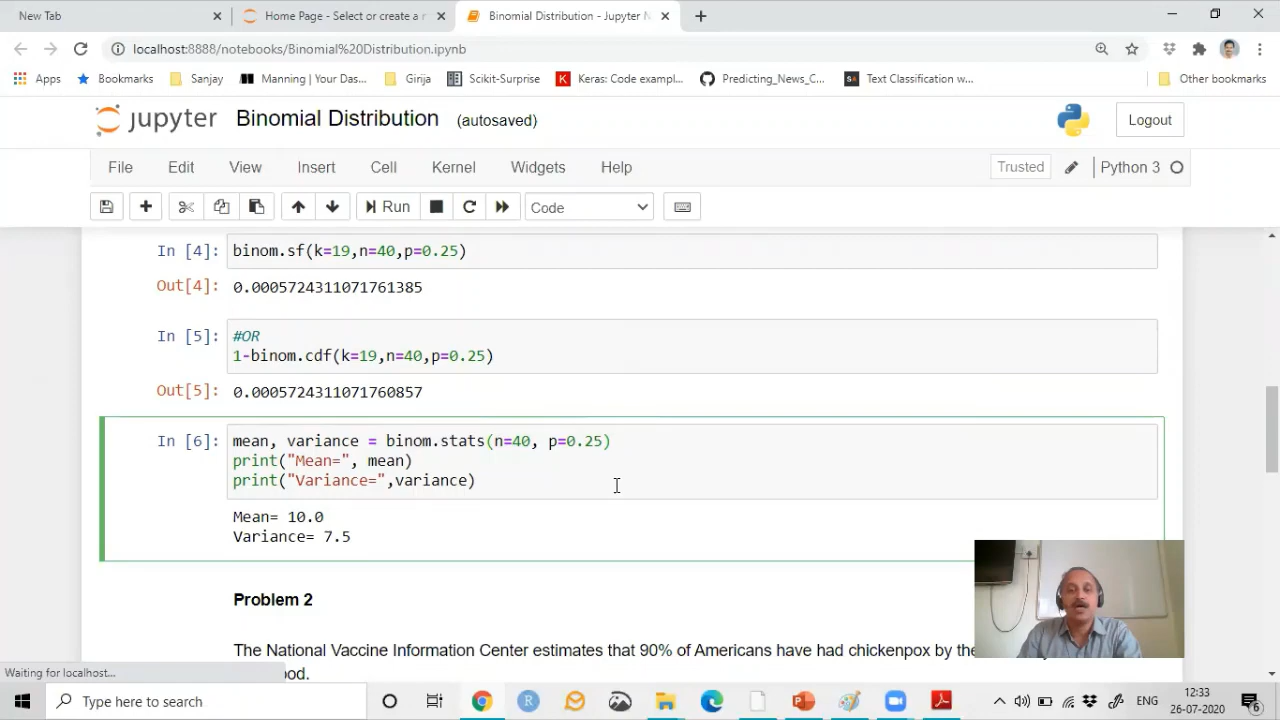 New Tab
Home Page - Select or create a n
Binomial Distribution - Jupyter N
localhost:8888/notebooks/Binomial%20Distribution.ipynb
Apps
Bookmarks
Sanjay
Manning | Your Das...
Girja
Scikit-Surprise
Keras: Code exampl...
Predicting_News_C...
Text Classification w...
Other bookmarks
jupyter
Binomial Distribution
(autosaved)
Logout
File
Edit
View
Insert
Cell
Kernel
Widgets
Help
Trusted
Python 3
Run
Code
In [4]:
binom.sf(k=19,n=40,p=0.25)
Out[4]:
0.0005724311071761385
In [5]:
#OR
1-binom.cdf(k=19,n=40,p=0.25)
Out[5]:
0.0005724311071760857
In [6]:
mean, variance = binom.stats(n=40, p=0.25)
print("Mean=", mean)
print("Variance=",variance)
Mean= 10.0
Variance= 7.5
Problem 2
The National Vaccine Information Center estimates that 90% of Americans have had chickenpox by the
ood.
Waiting for localhost...
Type here to search
ENG
12:33
26-07-2020
6